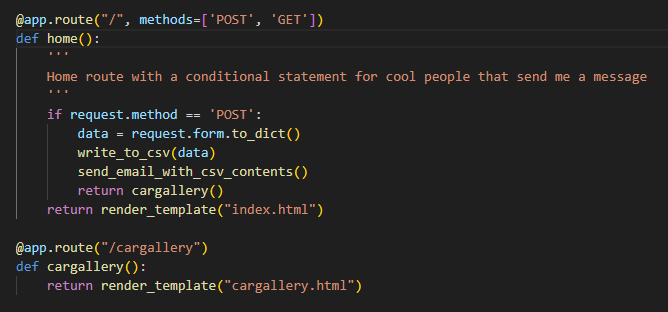 @app.route("/", methods=['POST', 'GET'])
def home():
    '''
    Home route with a conditional statement for cool people that send me a message
    '''
    if request.method == 'POST':
        data = request.form.to_dict()
        write_to_csv(data)
        send_email_with_csv_contents()
        return cargallery()
    return render_template("index.html")

@app.route("/cargallery")
def cargallery():
    return render_template("cargallery.html")